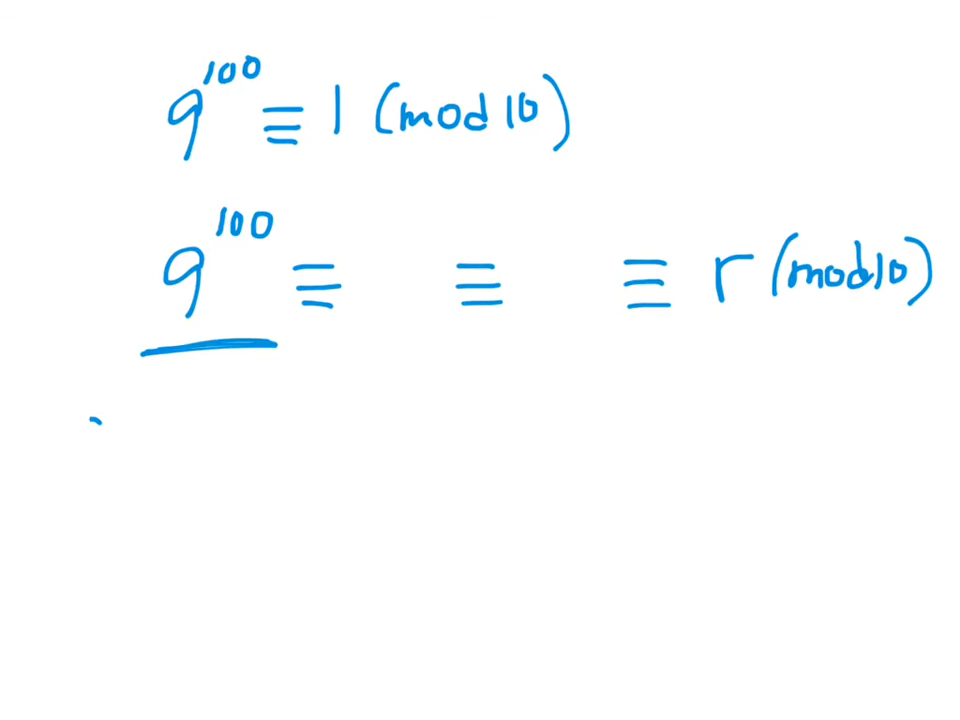 9^100 ≡ 1 (mod 10)
9^100 ≡ ≡ ≡ r (mod 10)